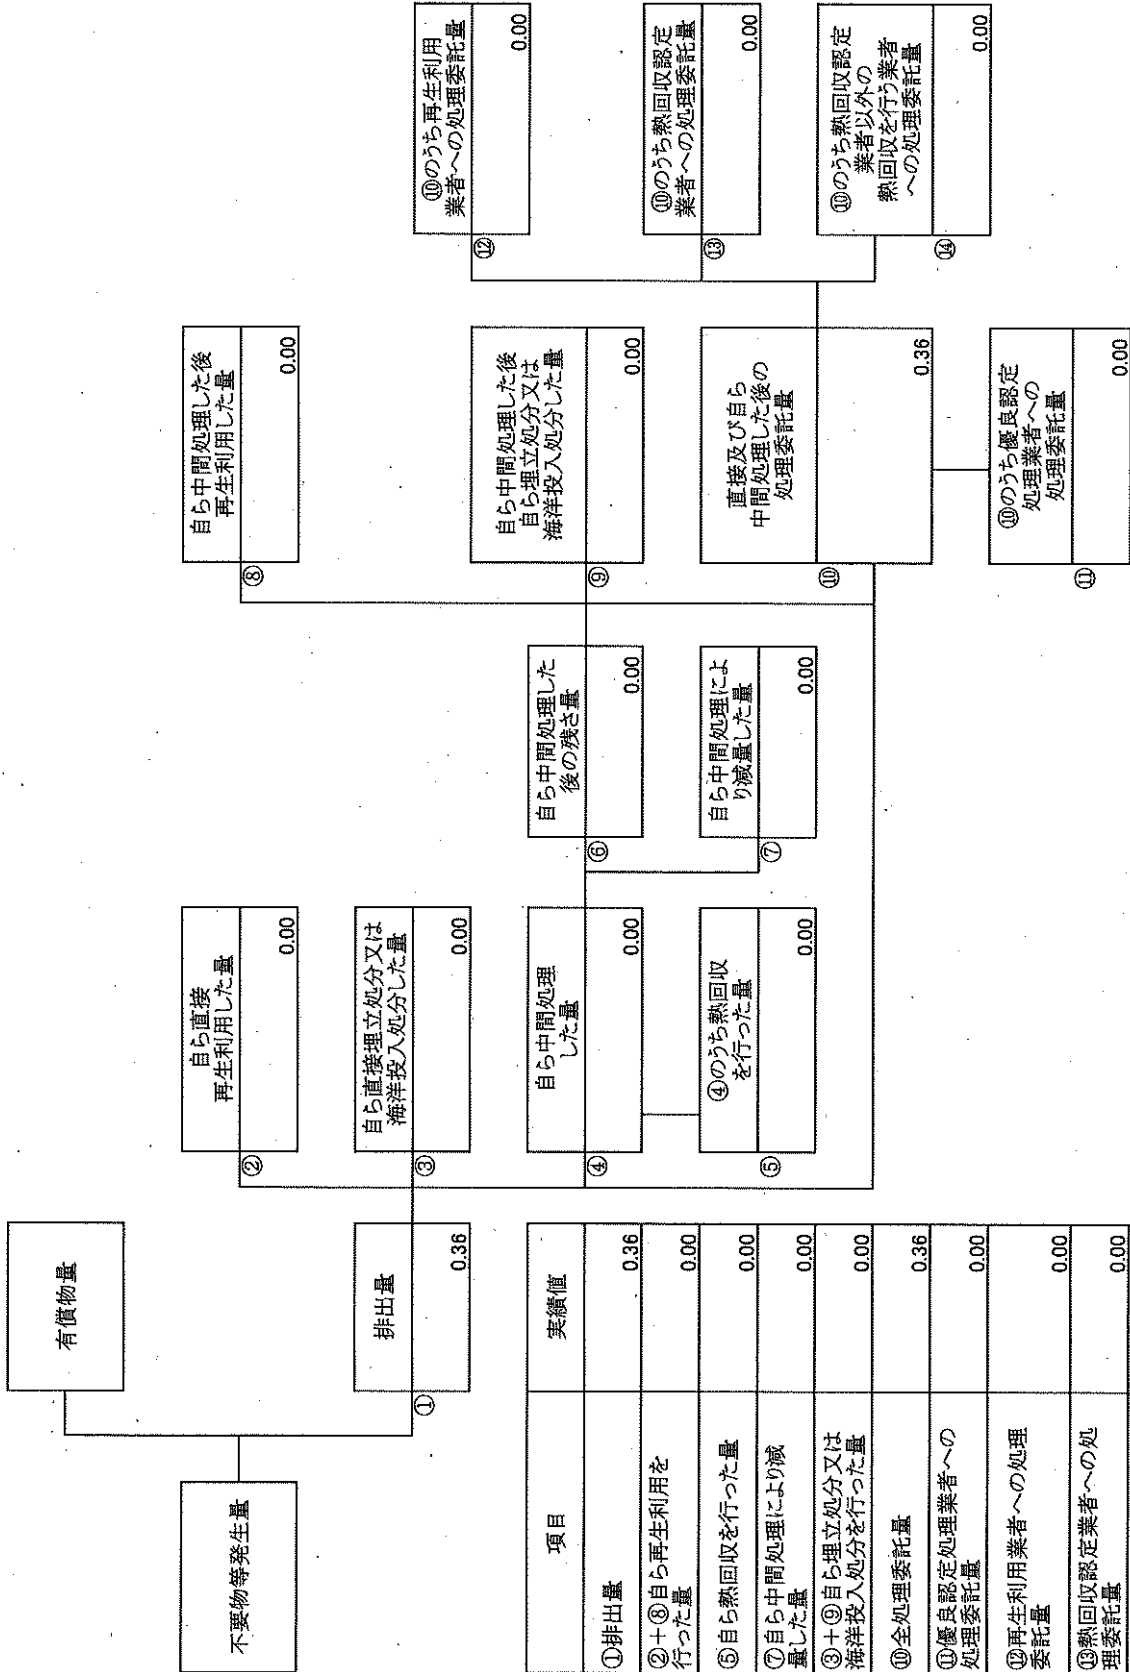 不要物等発生量
有償物量
排出量
①
0.36
自ら直接
再生利用した量
②
0.00
自ら直接埋立処分又は
海洋投入処分した量
③
0.00
自ら中間処理
した量
④
0.00
④のうち熱回収
を行った量
⑤
0.00
自ら中間処理した
後の残さ量
⑥
0.00
自ら中間処理によ
り減量した量
⑦
0.00
自ら中間処理した後
再生利用した量
⑧
0.00
自ら中間処理した後
自ら埋立処分又は
海洋投入処分した量
⑨
0.00
直接及び自ら
中間処理した後の
処理委託量
⑩
0.36
⑩のうち優良認定
処理業者への
処理委託量
⑪
0.00
⑩のうち再生利用
業者への処理委託量
⑫
0.00
⑩のうち熱回収認定
業者への処理委託量
⑬
0.00
⑩のうち熱回収認定
業者以外の
熱回収を行う業者
への処理委託量
⑭
0.00
項目 実績値
①排出量 0.36
②+⑧自ら再生利用を
行った量 0.00
⑤自ら熱回収を行った量 0.00
⑦自ら中間処理により減
量した量 0.00
③+⑨自ら埋立処分又は
海洋投入処分を行った量 0.00
⑩全処理委託量 0.36
⑪優良認定処理業者への
処理委託量 0.00
⑫再生利用業者への処理
委託量 0.00
⑬熱回収認定業者への処
理委託量 0.00